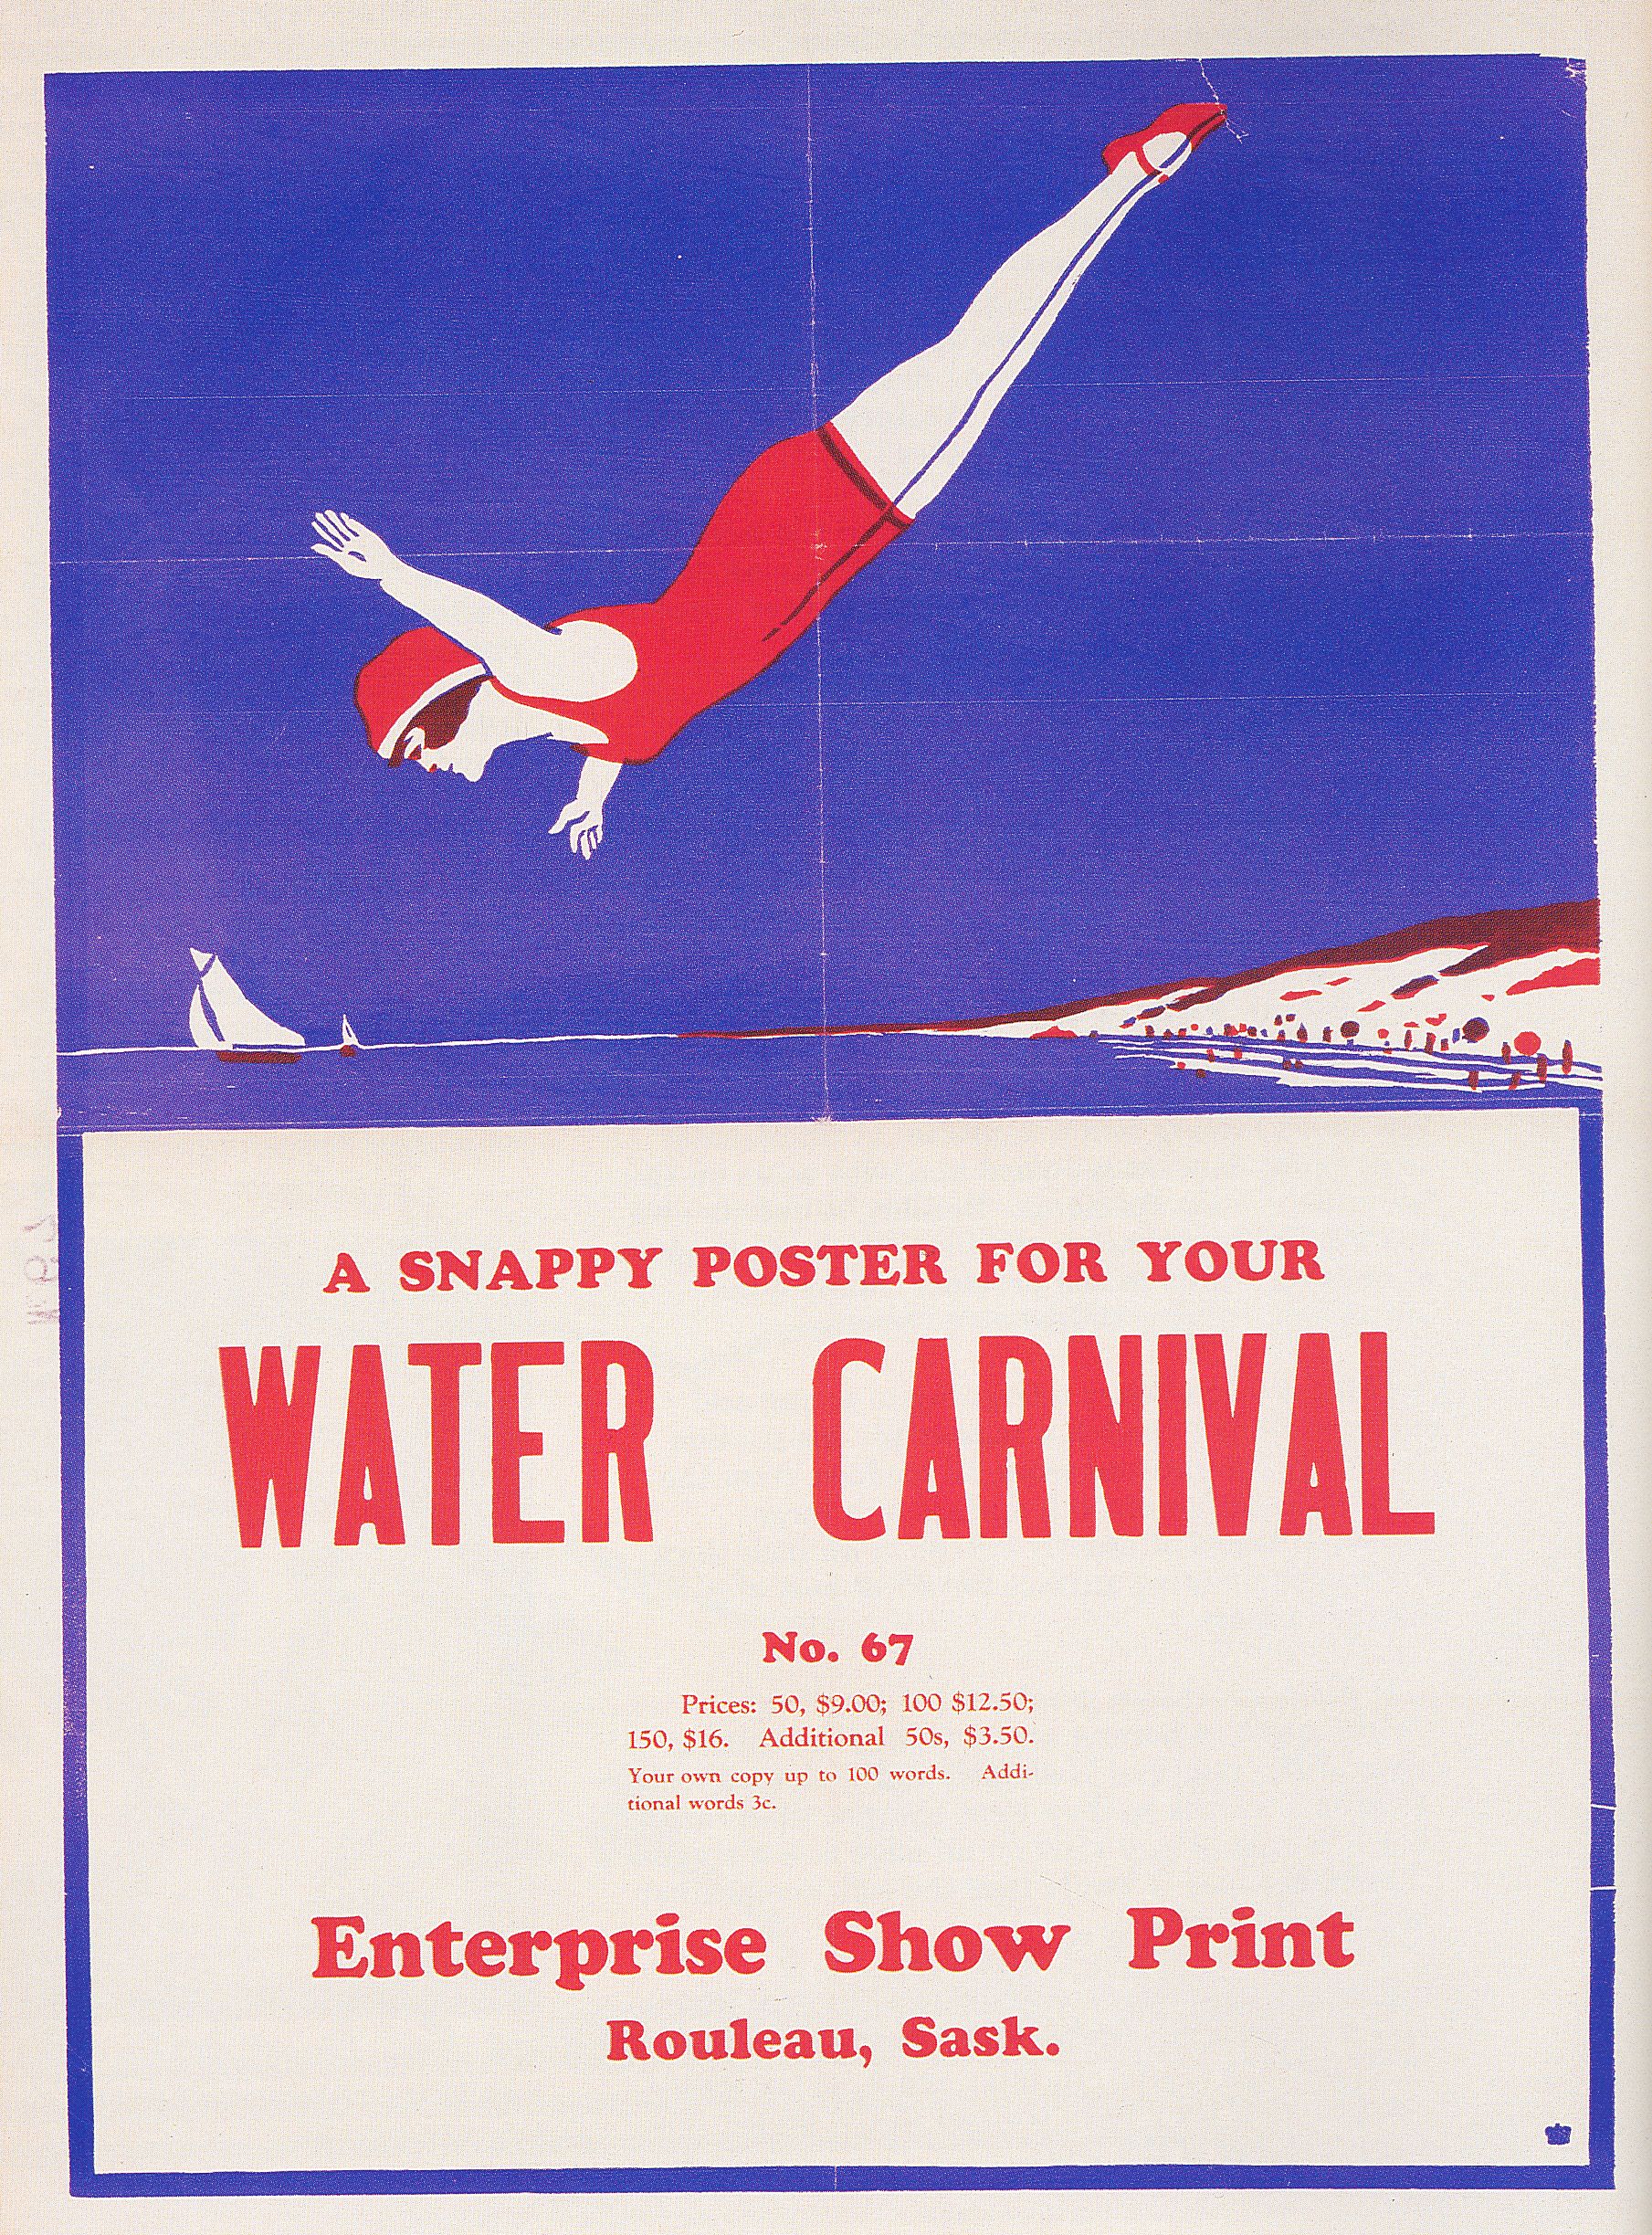 A SNAPPY POSTER FOR YOUR
WATER CARNIVAL
No. 67
Prices: 50, $9.00; 100 $12.50;
150, $16. Additional 50s, $3.50.
Your own copy up to 100 words. Addi-
tional words 3c.
Enterprise Show Print
Rouleau, Sask.